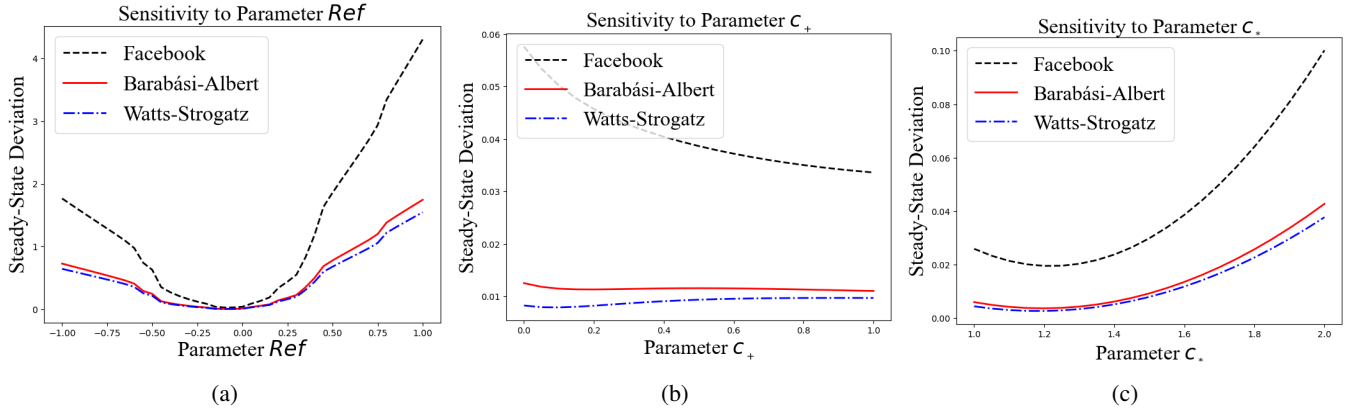 Sensitivity to Parameter Ref
Facebook
Barabási-Albert
Watts-Strogatz
Steady-State Deviation
4
3
2
1
0
−1.00 −0.75 −0.50 −0.25 0.00 0.25 0.50 0.75 1.00
Parameter Ref
(a)
Sensitivity to Parameter c+
Facebook
Barabási-Albert
Watts-Strogatz
Steady-State Deviation
0.06
0.05
0.04
0.03
0.02
0.01
0.0 0.2 0.4 0.6 0.8 1.0
Parameter c+
(b)
Sensitivity to Parameter c*
Facebook
Barabási-Albert
Watts-Strogatz
Steady-State Deviation
0.10
0.08
0.06
0.04
0.02
0.00
1.0 1.2 1.4 1.6 1.8 2.0
Parameter c*
(c)